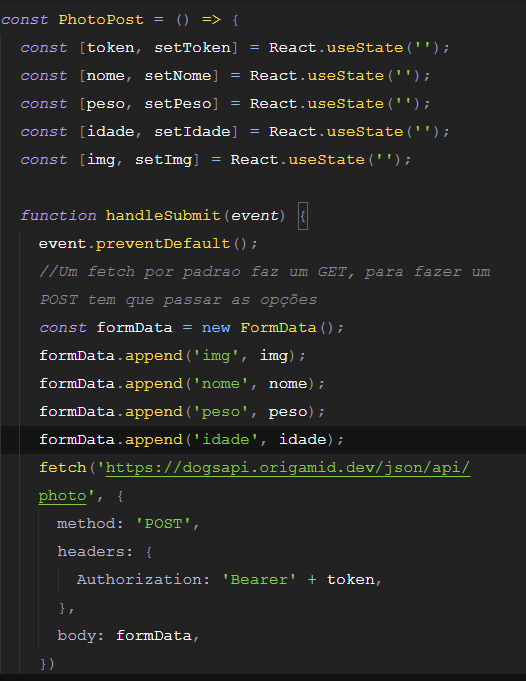 const PhotoPost = () => {
const [token, setToken] = React.useState('');
const [nome, setNome] = React.useState('');
const [peso, setPeso] = React.useState('');
const [idade, setIdade] = React.useState('');
const [img, setImg] = React.useState('');
function handleSubmit(event) {
event.preventDefault();
//Um fetch por padrao faz um GET, para fazer um
POST tem que passar as opções
const formData = new FormData();
formData.append('img', img);
formData.append('nome', nome);
formData.append('peso', peso);
formData.append('idade', idade);
fetch('https://dogsapi.origamid.dev/json/api/
photo', {
method: 'POST',
headers: {
Authorization: 'Bearer' + token,
},
body: formData,
})